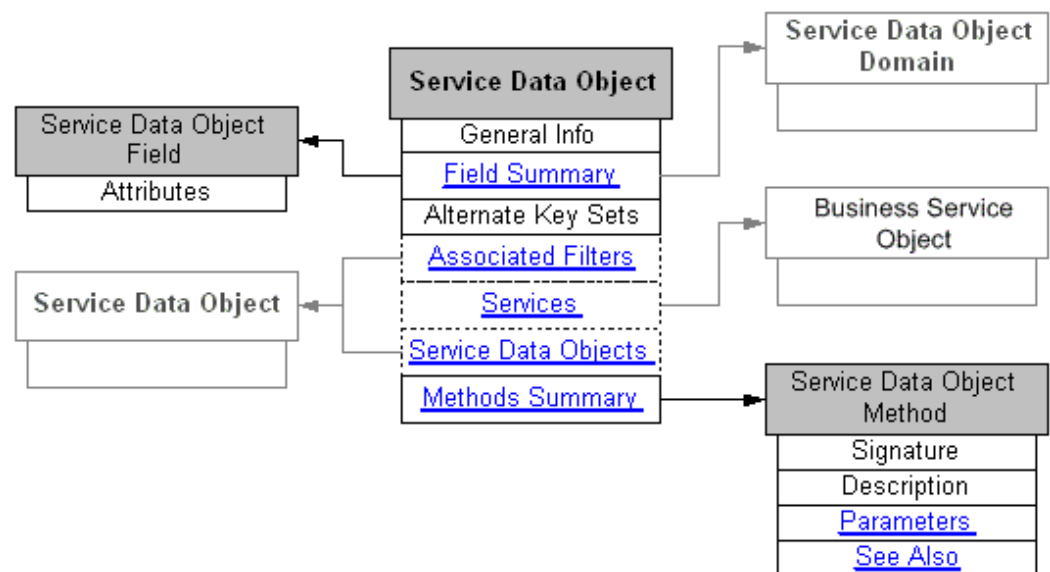 Service Data Object
Domain
Service Data Object
Service Data Object
Field
Attributes
General Info
Field Summary
Alternate Key Sets
Associated Filters
Services
Service Data Objects
Methods Summary
Business Service
Object
Service Data Object
Service Data Object
Method
Signature
Description
Parameters
See Also